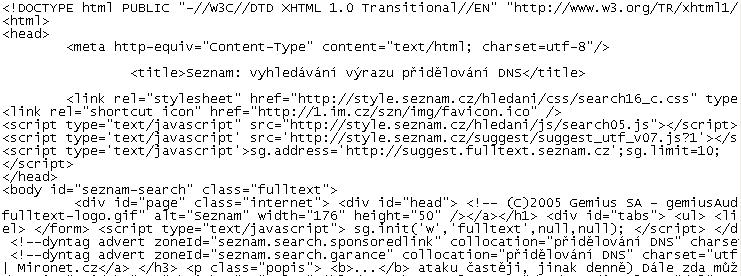 <!DOCTYPE html PUBLIC "-//W3C//DTD XHTML 1.0 Transitional//EN" "http://www.w3.org/TR/xhtml1/
<html>
<head>
<meta http-equiv="Content-Type" content="text/html; charset=utf-8"/>
<title>Seznam: vyhledávání výrazu přidělování DNS</title>
<link rel="stylesheet" href="http://style.seznam.cz/hledani/css/search16_c.css" type
<link rel="shortcut icon" href="http://1.im.cz/szn/img/favicon.ico" />
<script type="text/javascript" src="http://style.seznam.cz/hledani/js/search05.js"></script>
<script type='text/javascript' src='http://style.seznam.cz/suggest/suggest_utf_v07.js?1'></s
<script type='text/javascript'>sg.address='http://suggest.fulltext.seznam.cz';sg.limit=10;
</script>
</head>
<body id="seznam-search" class="fulltext">
<div id="page" class="internet"> <div id="head"> <!-- (C)2005 Gemius SA - gemiusAud
fulltext-logo.gif" alt="Seznam" width="176" height="50" /></a></h1> <div id="tabs"> <ul> <li
el> </form> <script type="text/javascript"> sg.init('w','fulltext',null,null); </script> </d
<!--dyntag advert zoneId="seznam.search.sponsoredlink" collocation="přidělování DNS" charset
<!--dyntag advert zoneId="seznam.search.garance" collocation="přidělování DNS" charset="utf
| Mironet.cz</a> </h3> <p class="popis"> <b>...</b> ataku častěji, jinak denně). Dále zda můž